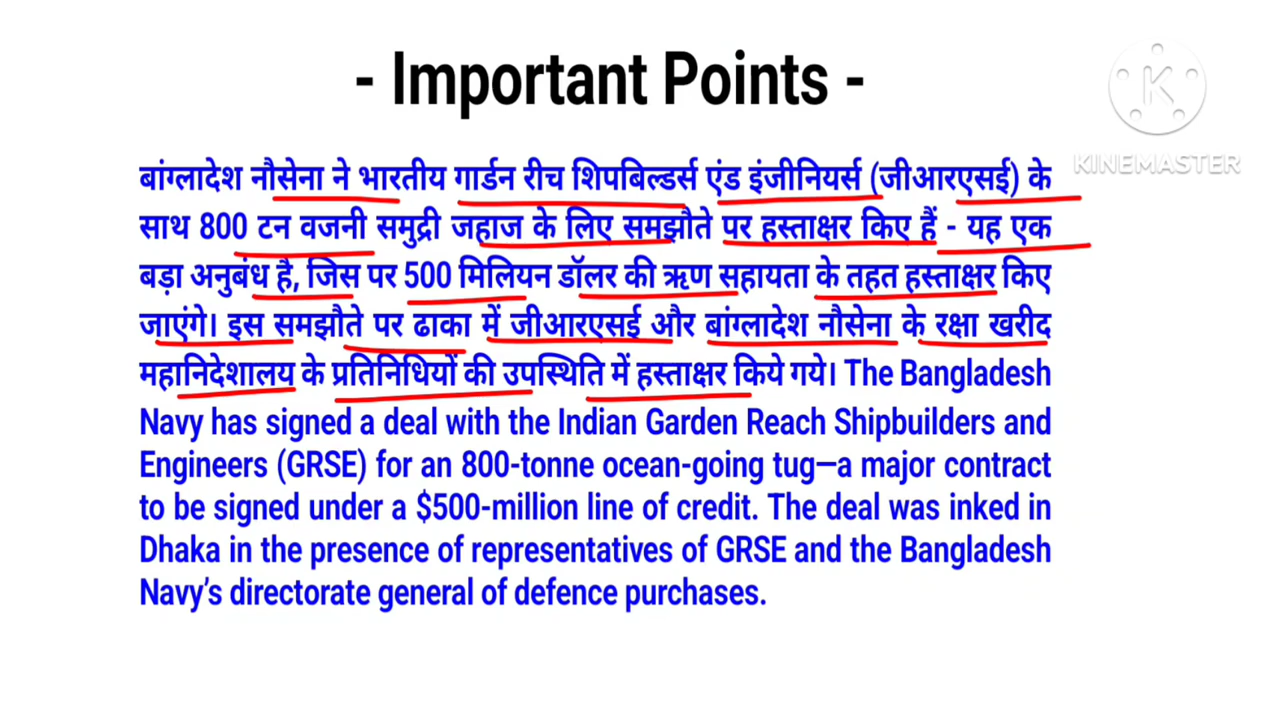 - Important Points -
KINEMASTER
बांग्लादेश नौसेना ने भारतीय गार्डन रीच शिपबिल्डर्स एंड इंजीनियर्स (जीआरएसई) के
साथ 800 टन वजनी समुद्री जहाज के लिए समझौते पर हस्ताक्षर किए हैं - यह एक
बड़ा अनुबंध है, जिस पर 500 मिलियन डॉलर की ऋण सहायता के तहत हस्ताक्षर किए
जाएंगे। इस समझौते पर ढाका में जीआरएसई और बांग्लादेश नौसेना के रक्षा खरीद
महानिदेशालय के प्रतिनिधियों की उपस्थिति में हस्ताक्षर किये गये। The Bangladesh
Navy has signed a deal with the Indian Garden Reach Shipbuilders and
Engineers (GRSE) for an 800-tonne ocean-going tug—a major contract
to be signed under a $500-million line of credit. The deal was inked in
Dhaka in the presence of representatives of GRSE and the Bangladesh
Navy's directorate general of defence purchases.